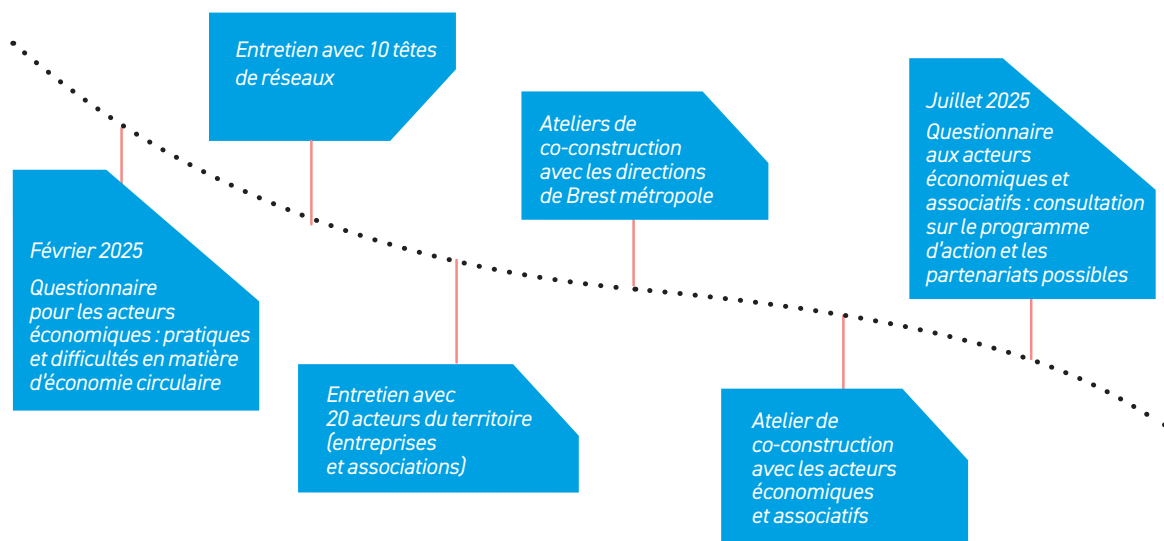 Février 2025
Questionnaire
pour les acteurs
économiques : pratiques
et difficultés en matière
d'économie circulaire
Entretien avec 10 têtes
de réseaux
Entretien avec
20 acteurs du territoire
(entreprises
et associations)
Ateliers de
co-construction
avec les directions
de Brest métropole
Atelier de
co-construction
avec les acteurs
économiques
et associatifs
Juillet 2025
Questionnaire
aux acteurs
économiques et
associatifs : consultation
sur le programme
d'action et les
partenariats possibles